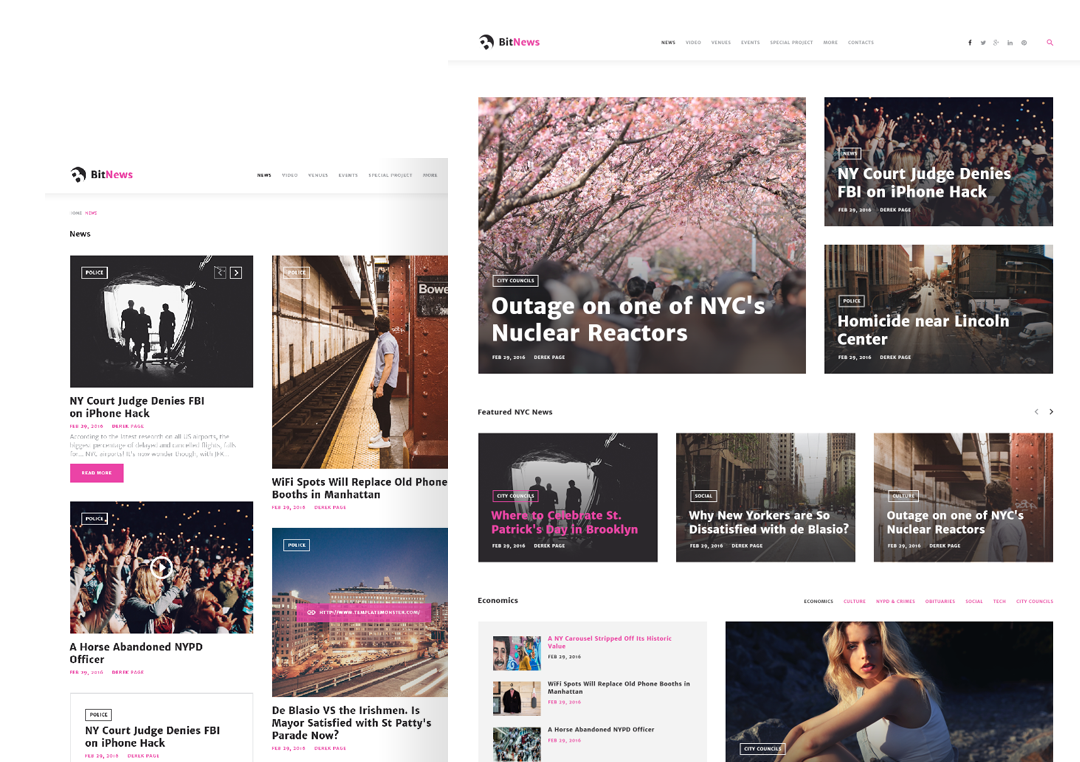 BitNews
NEWS VIDEO VENUES EVENTS SPECIAL PROJECT MORE CONTACTS
CITY COUNCILS
Outage on one of NYC's
Nuclear Reactors
FEB 29, 2016 DEREK PAGE
NEWS
NY Court Judge Denies
FBI on iPhone Hack
FEB 29, 2016 DEREK PAGE
POLICE
Homicide near Lincoln
Center
FEB 29, 2016 DEREK PAGE
Featured NYC News
CITY COUNCILS
Where to Celebrate St.
Patrick's Day in Brooklyn
FEB 29, 2016 DEREK PAGE
SOCIAL
Why New Yorkers are So
Dissatisfied with de Blasio?
FEB 29, 2016 DEREK PAGE
CULTURE
Outage on one of NYC's
Nuclear Reactors
FEB 29, 2016 DEREK PAGE
Economics
ECONOMICS CULTURE NYPD & CRIMES OBITUARIES SOCIAL TECH CITY COUNCILS
A NY Carousel Stripped Off Its Historic
Value
FEB 29, 2016
WiFi Spots Will Replace Old Phone Booths in
Manhattan
FEB 29, 2016
A Horse Abandoned NYPD Officer
FEB 29, 2016
CITY COUNCILS
BitNews
NEWS VIDEO VENUES EVENTS SPECIAL PROJECT MORE
HOME NEWS
News
POLICE
NY Court Judge Denies FBI
on iPhone Hack
FEB 29, 2016 DEREK PAGE
According to the latest research on all US airports, the
biggest percentage of delayed and cancelled flights, falls
for... NYC airports! It's now wonder though, with JFK...
READ MORE
POLICE
A Horse Abandoned NYPD
Officer
FEB 29, 2016 DEREK PAGE
POLICE
NY Court Judge Denies FBI
on iPhone Hack
FEB 29, 2016 DEREK PAGE
POLICE
Bowe
WiFi Spots Will Replace Old Phone
Booths in Manhattan
FEB 29, 2016 DEREK PAGE
POLICE
HTTP://WWW.TEMPLATEMONSTER.COM/
De Blasio VS the Irishmen. Is
Mayor Satisfied with St Patty's
Parade Now?
FEB 29, 2016 DEREK PAGE